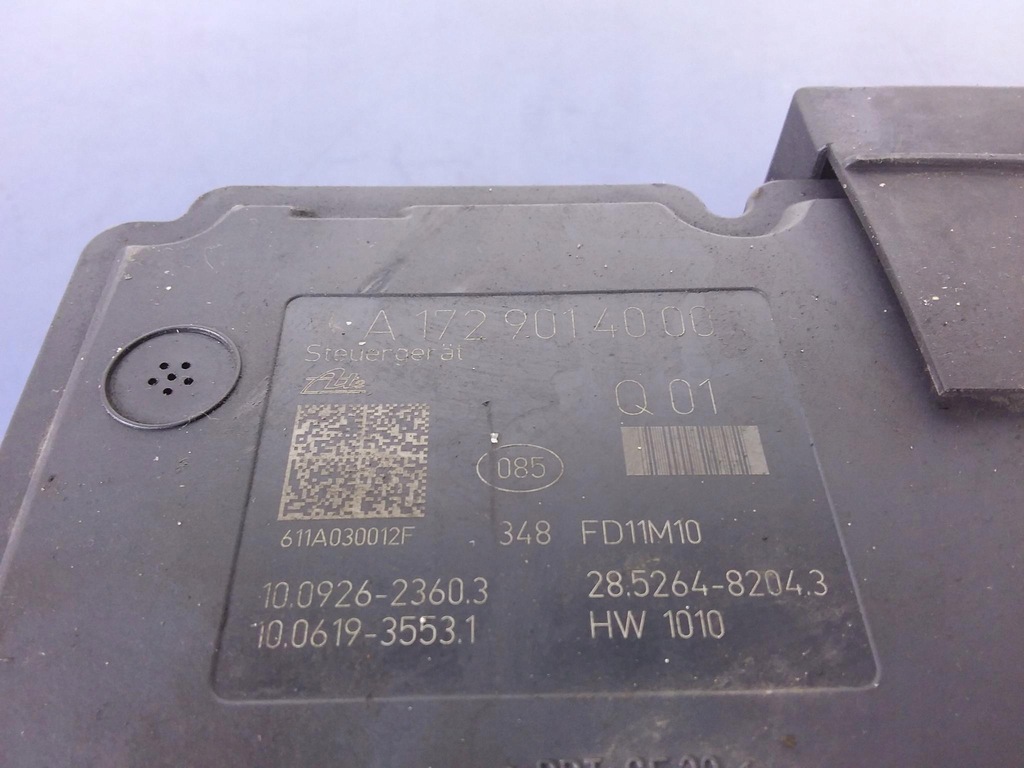 A 172 901 40 00
Steuergerät
Ate
Q 01
085
611A030012F 348 FD11M10
10.0926-2360.3 28.5264-8204.3
10.0619-3553.1 HW 1010